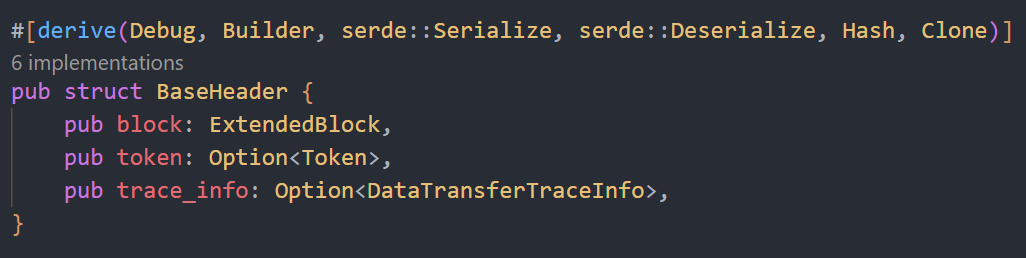 #[derive(Debug, Builder, serde::Serialize, serde::Deserialize, Hash, Clone)]
6 implementations
pub struct BaseHeader {
    pub block: ExtendedBlock,
    pub token: Option<Token>,
    pub trace_info: Option<DataTransferTraceInfo>,
}